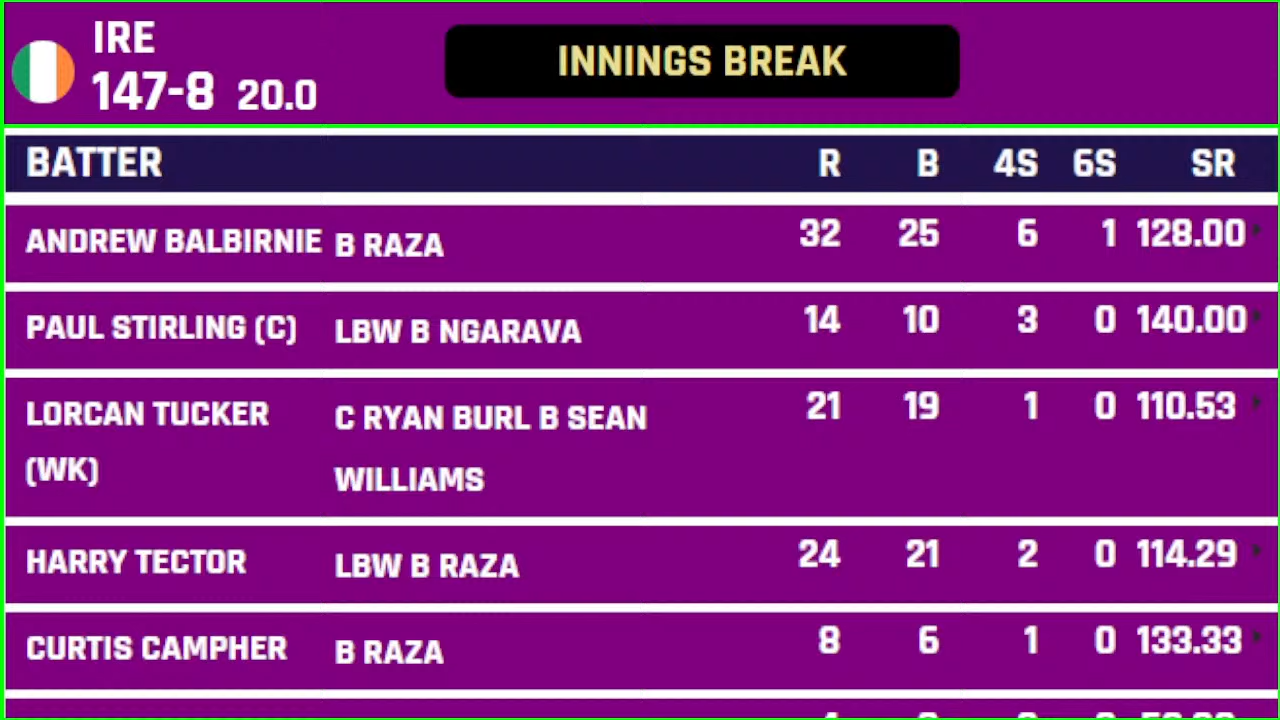 IRE
147-8 20.0
INNINGS BREAK
BATTER R B 4S 6S SR
ANDREW BALBIRNIE B RAZA 32 25 6 1 128.00
PAUL STIRLING (C) LBW B NGARAVA 14 10 3 0 140.00
LORCAN TUCKER C RYAN BURL B SEAN 21 19 1 0 110.53
(WK) WILLIAMS
HARRY TECTOR LBW B RAZA 24 21 2 0 114.29
CURTIS CAMPHER B RAZA 8 6 1 0 133.33